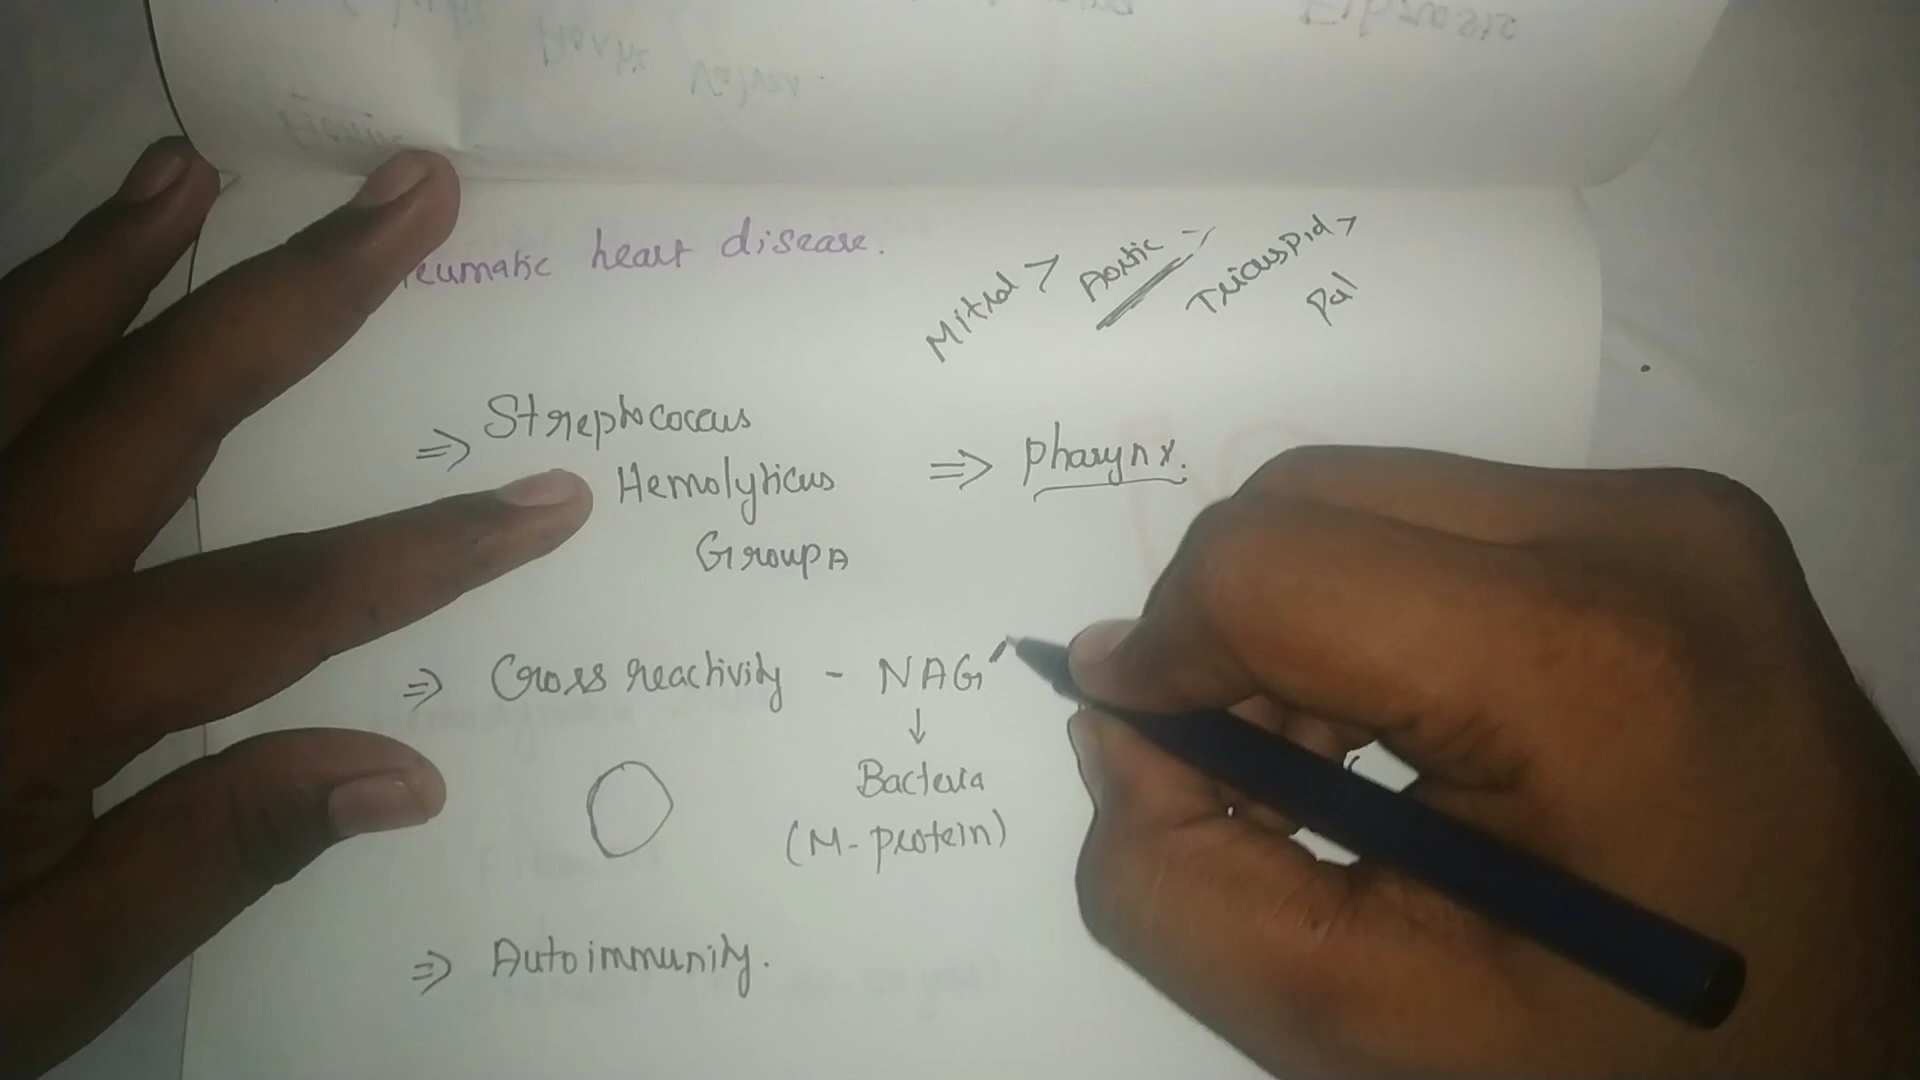 eumatic heart disease.
Mitral > Aortic -> Tricuspid >
Pul
⇒ Streptococcus
Hemolyticus
Group A
⇒ pharynx.
⇒ Cross reactivity - NAG
↓
Bacteria
(M-protein)
⇒ Autoimmunity.